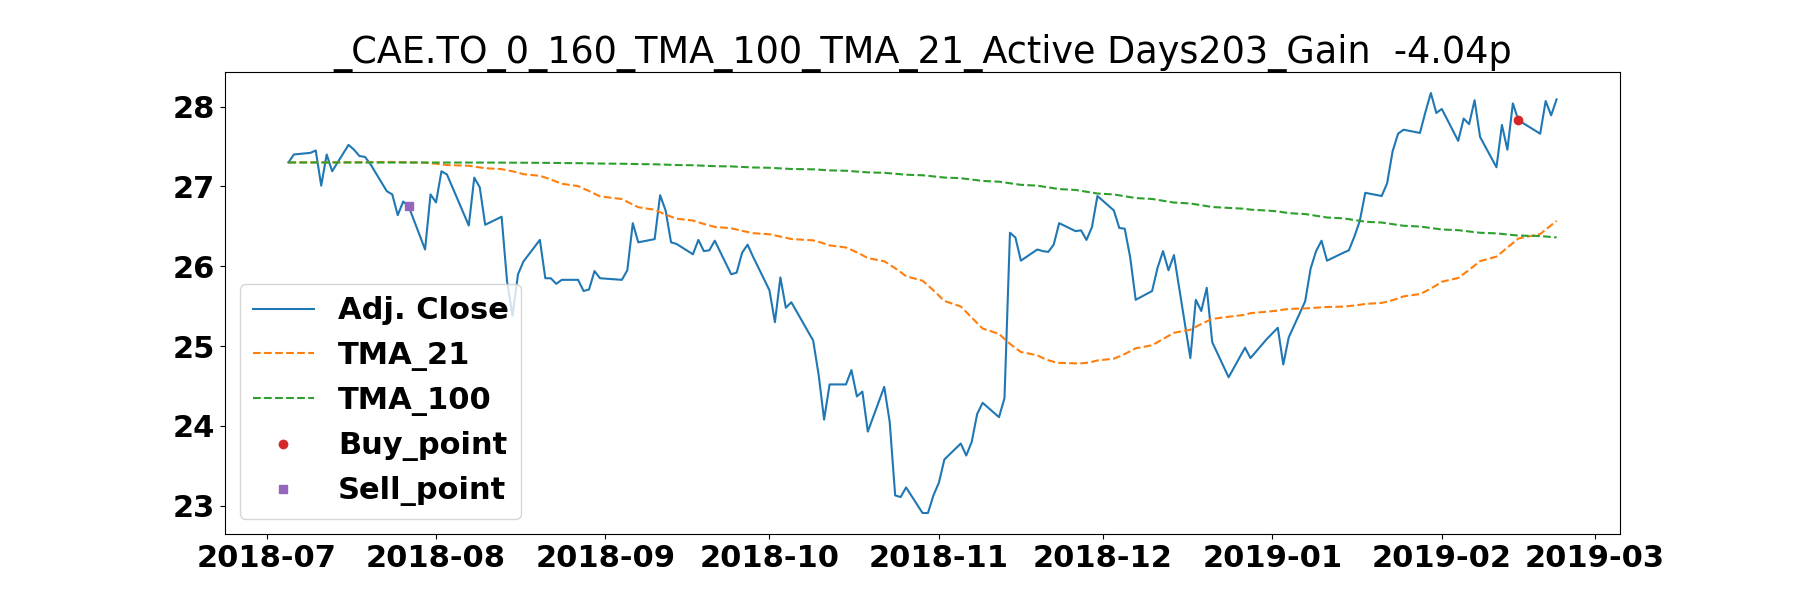 _CAE.TO_0_160_TMA_100_TMA_21_Active Days203_Gain  -4.04p
28
27
26
25
24
23
Adj. Close
TMA_21
TMA_100
Buy_point
Sell_point
2018-07 2018-08 2018-09 2018-10 2018-11 2018-12 2019-01 2019-02 2019-03